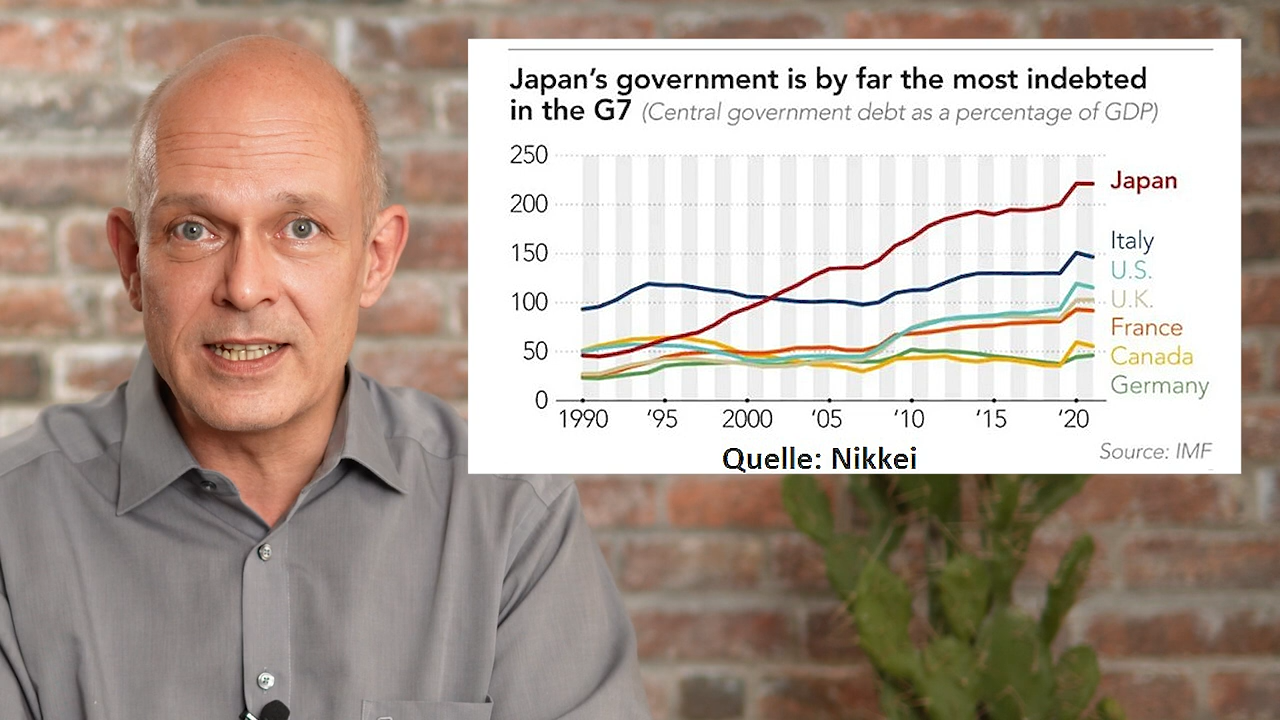 Japan's government is by far the most indebted
in the G7 (Central government debt as a percentage of GDP)
250
200
150
100
50
0
Japan
Italy
U.S.
U.K.
France
Canada
Germany
1990 '95 2000 '05 '10 '15 '20
Quelle: Nikkei
Source: IMF